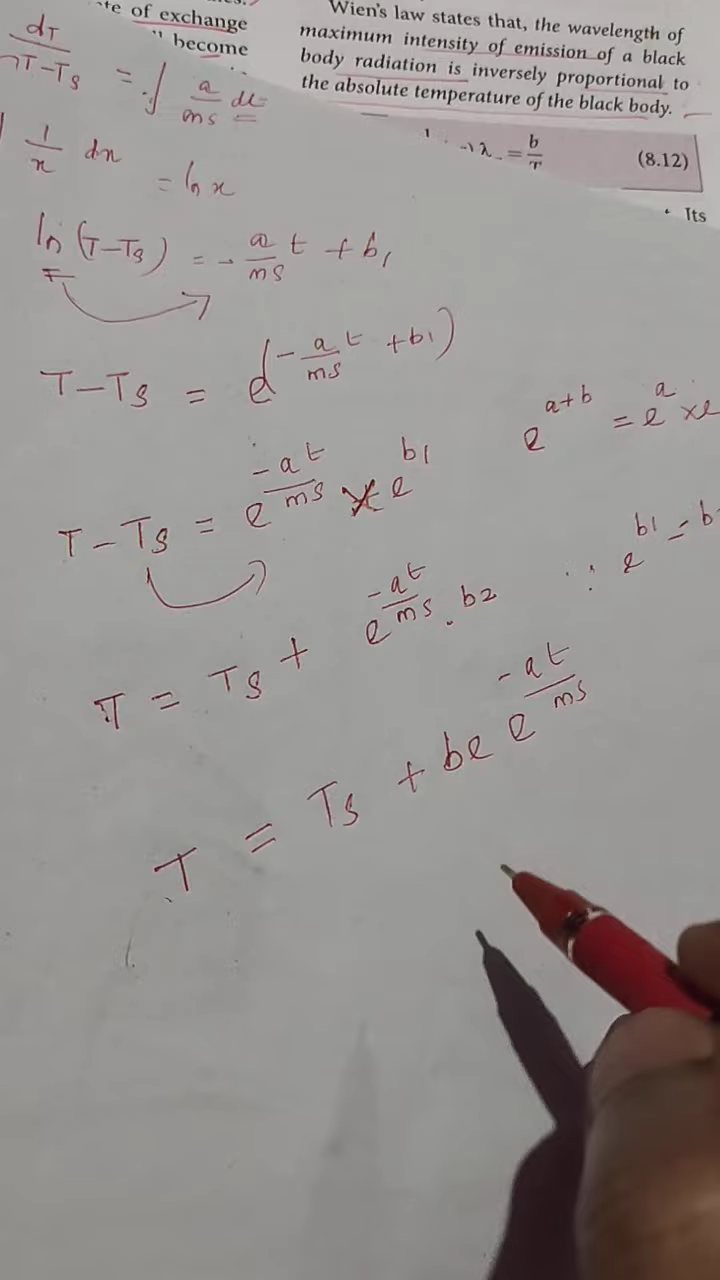 of exchange
become
Wien's law states that, the wavelength of
maximum intensity of emission of a black
body radiation is inversely proportional to
the absolute temperature of the black body.
= b/T (8.12)
Its
dT/T-Ts = ∫ a/ms dt
∫ 1/x dx = ln x
ln (T-Ts) = - a/ms t + b1
T-Ts = e^(-a/ms t + b1)
e^(a+b) = e^a × e
T-Ts = e^(-at/ms) × e^b1
T = Ts + e^(-at/ms) . b2 ∵ e^b1 = b
T = Ts + be e^(-at/ms)